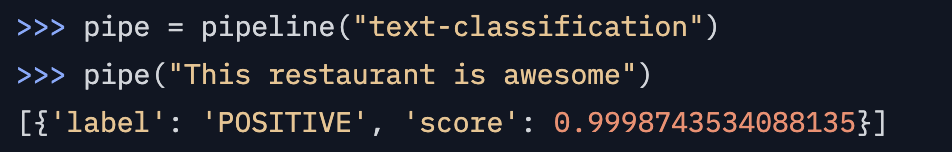 >>> pipe = pipeline("text-classification")
>>> pipe("This restaurant is awesome")
[{'label': 'POSITIVE', 'score': 0.9998743534088135}]